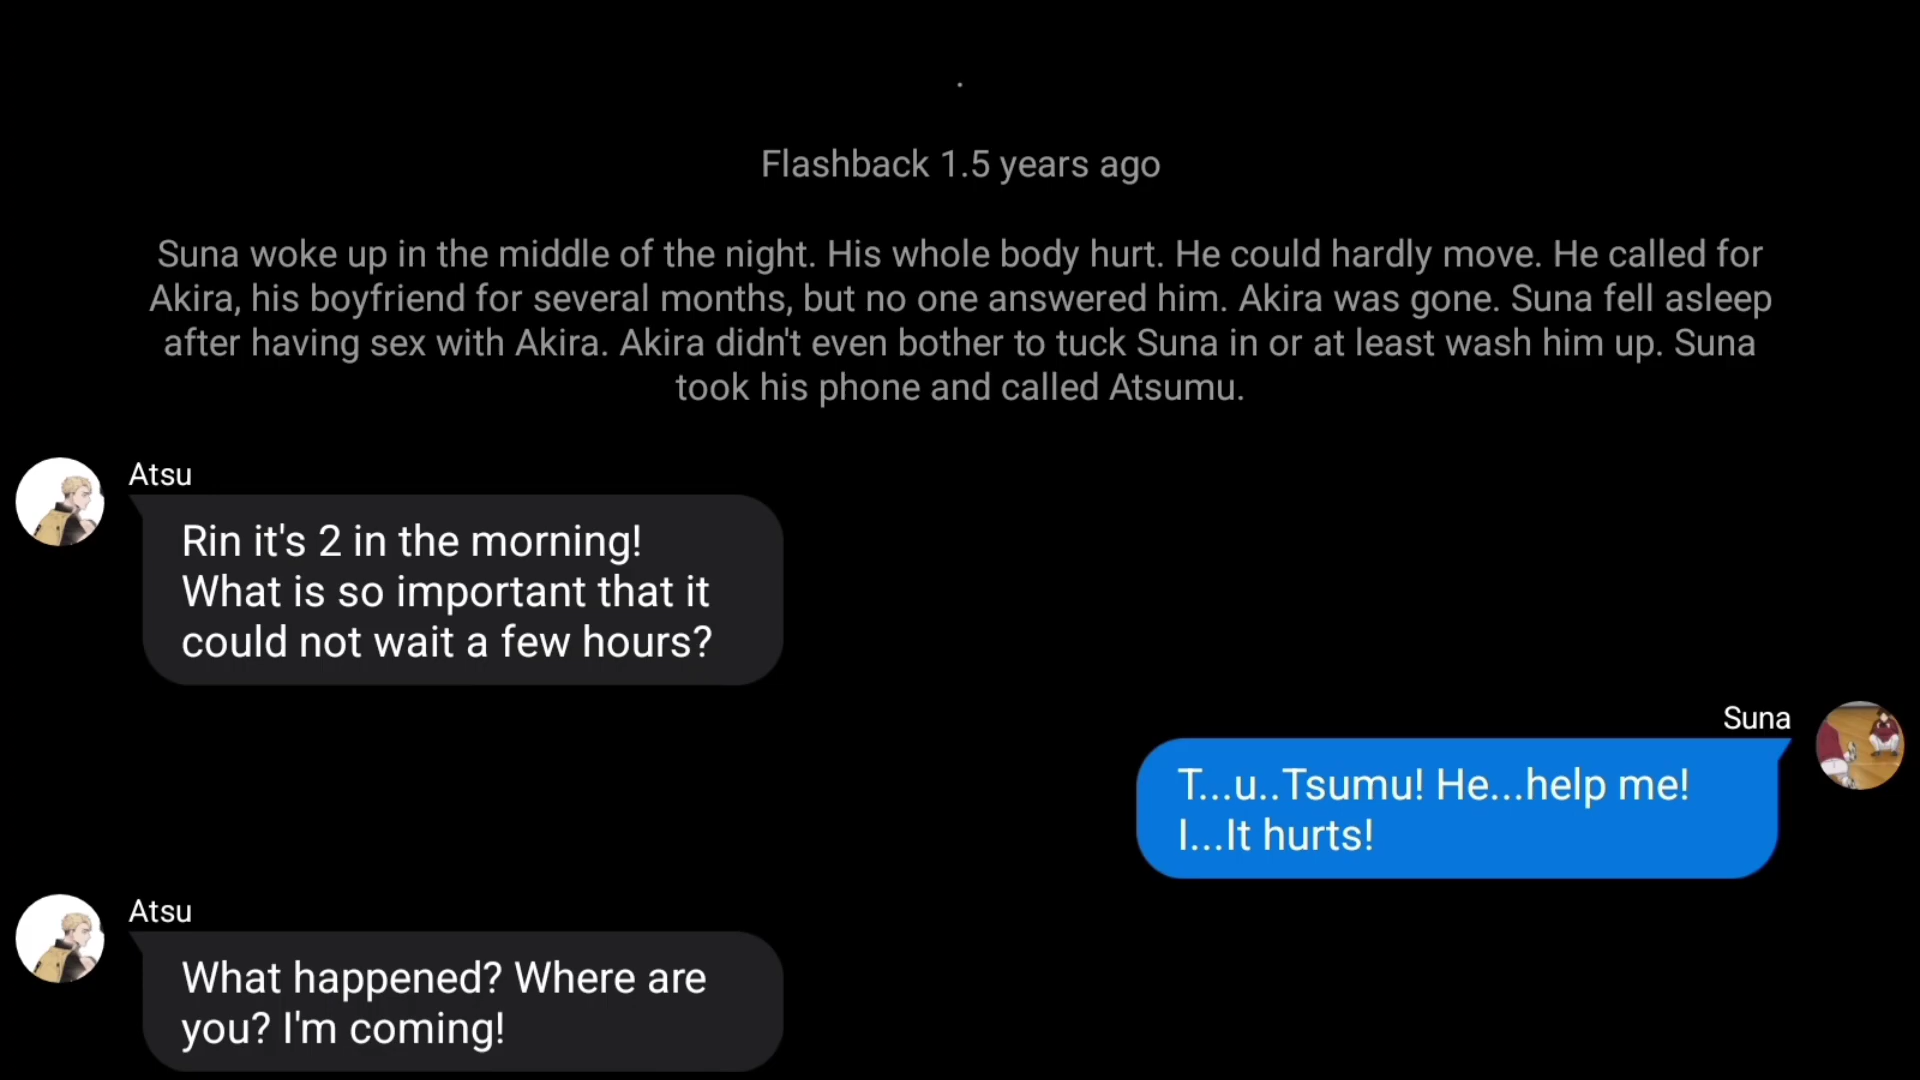 .
Flashback 1.5 years ago
Suna woke up in the middle of the night. His whole body hurt. He could hardly move. He called for
Akira, his boyfriend for several months, but no one answered him. Akira was gone. Suna fell asleep
after having sex with Akira. Akira didn't even bother to tuck Suna in or at least wash him up. Suna
took his phone and called Atsumu.
Atsu
Rin it's 2 in the morning!
What is so important that it
could not wait a few hours?
Suna
T...u..Tsumu! He...help me!
I...It hurts!
Atsu
What happened? Where are
you? I'm coming!